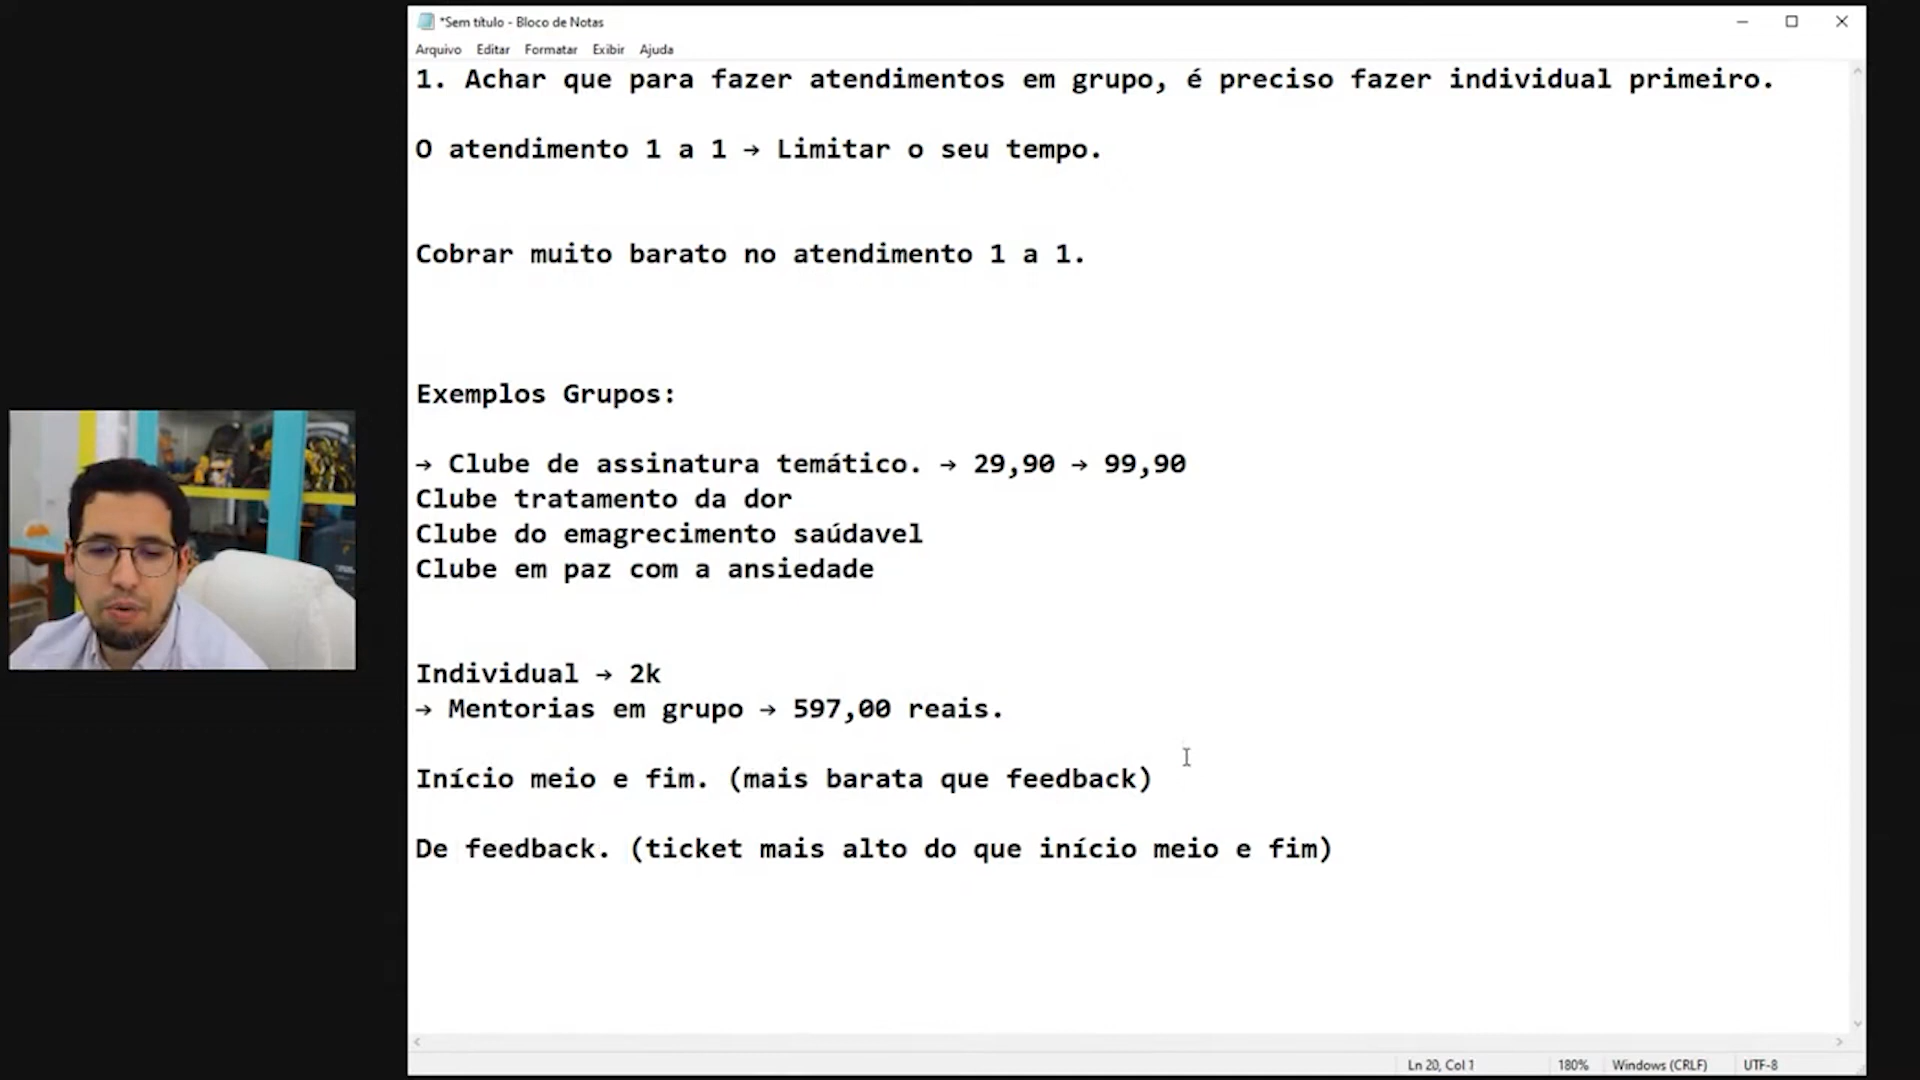 *Sem título - Bloco de Notas
Arquivo Editar Formatar Exibir Ajuda
1. Achar que para fazer atendimentos em grupo, é preciso fazer individual primeiro.
O atendimento 1 a 1 → Limitar o seu tempo.
Cobrar muito barato no atendimento 1 a 1.
Exemplos Grupos:
→ Clube de assinatura temático. → 29,90 → 99,90
Clube tratamento da dor
Clube do emagrecimento saúdavel
Clube em paz com a ansiedade
Individual → 2k
→ Mentorias em grupo → 597,00 reais.
Início meio e fim. (mais barata que feedback)
De feedback. (ticket mais alto do que início meio e fim)
Ln 20, Col 1 180% Windows (CRLF) UTF-8